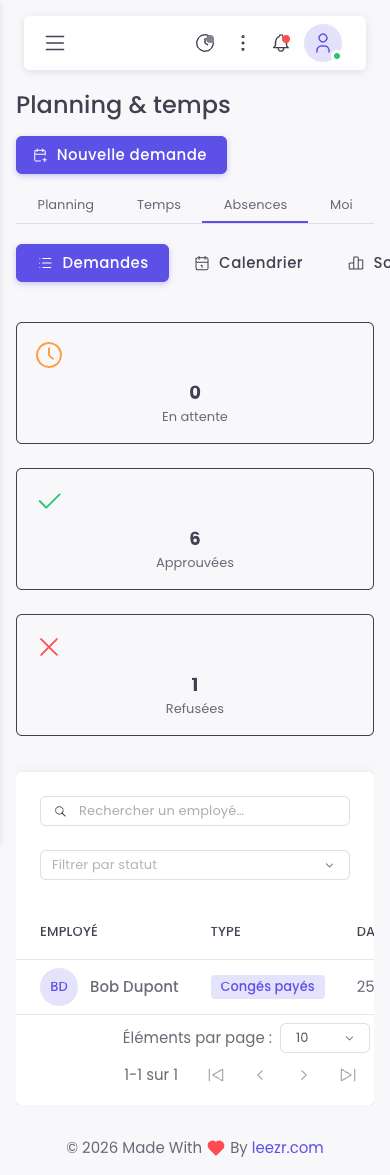 Planning & temps
Nouvelle demande
Planning Temps Absences Moi
Demandes Calendrier
0
En attente
6
Approuvées
1
Refusées
Rechercher un employé...
Filtrer par statut
EMPLOYÉ TYPE
BD Bob Dupont Congés payés 25
Éléments par page : 10
1-1 sur 1
© 2026 Made With By leezr.com